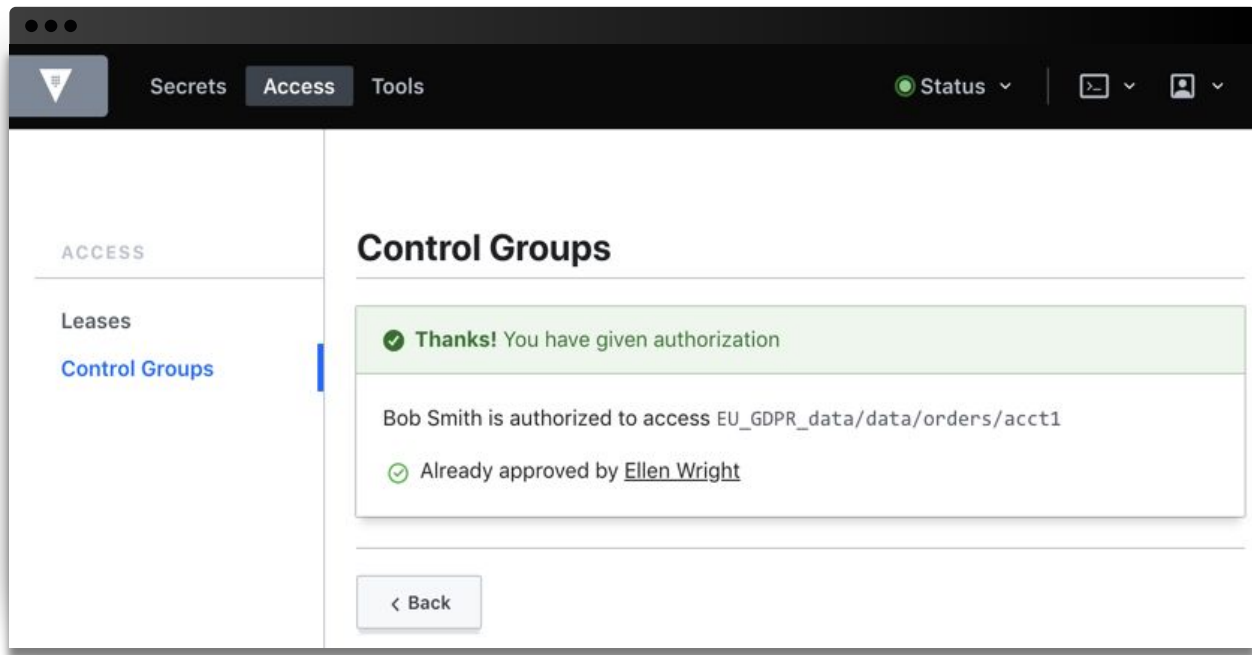 Secrets Access Tools Status
ACCESS
Control Groups
Leases
Control Groups
Thanks! You have given authorization
Bob Smith is authorized to access EU_GDPR_data/data/orders/acct1
Already approved by Ellen Wright
< Back